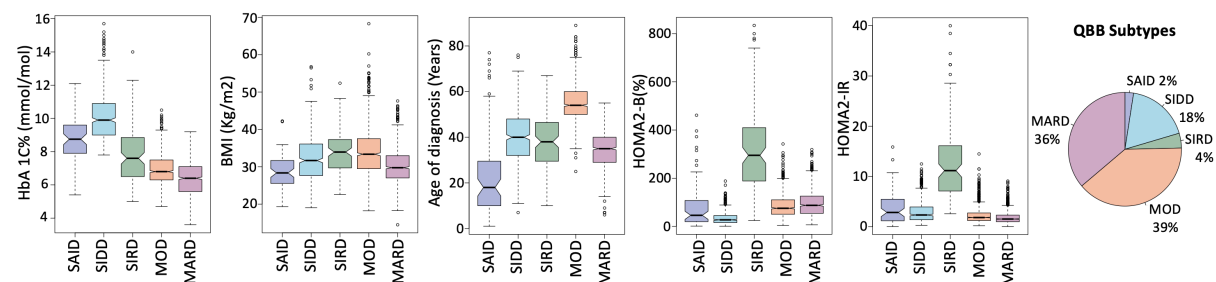 HbA 1C% (mmol/mol)
16
14
12
10
8
6
4
SAID
SIDD
SIRD
MOD
MARD
BMI (Kg/m2)
70
60
50
40
30
20
SAID
SIDD
SIRD
MOD
MARD
Age of diagnosis (Years)
80
60
40
20
0
SAID
SIDD
SIRD
MOD
MARD
HOMA2-B(%)
800
600
400
200
0
SAID
SIDD
SIRD
MOD
MARD
HOMA2-IR
40
30
20
10
0
SAID
SIDD
SIRD
MOD
MARD
QBB Subtypes
SAID 2%
SIDD
18%
SIRD
4%
MOD
39%
MARD
36%